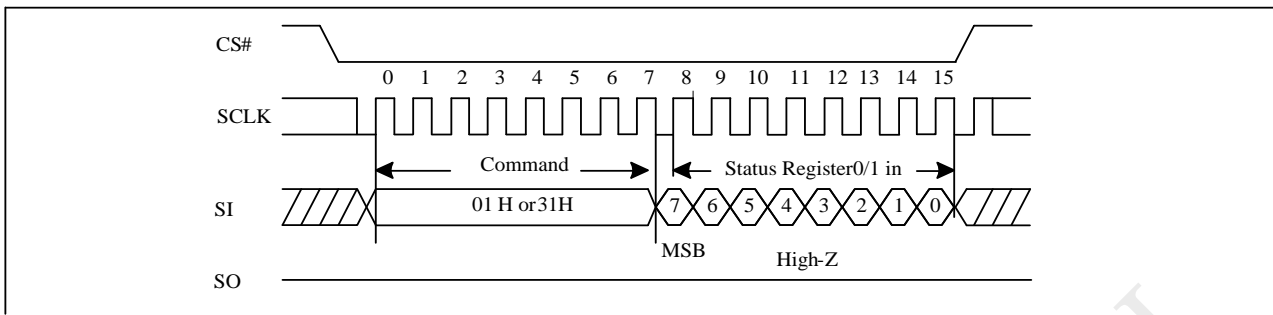 CS#
0 1 2 3 4 5 6 7 8 9 10 11 12 13 14 15
SCLK
Command
Status Register0/1 in
SI
01 H or31H
7 6 5 4 3 2 1 0
MSB
High-Z
SO